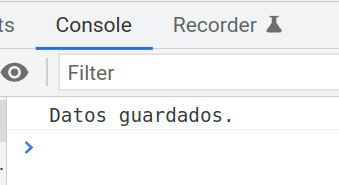 ts Console Recorder
Filter
Datos guardados.